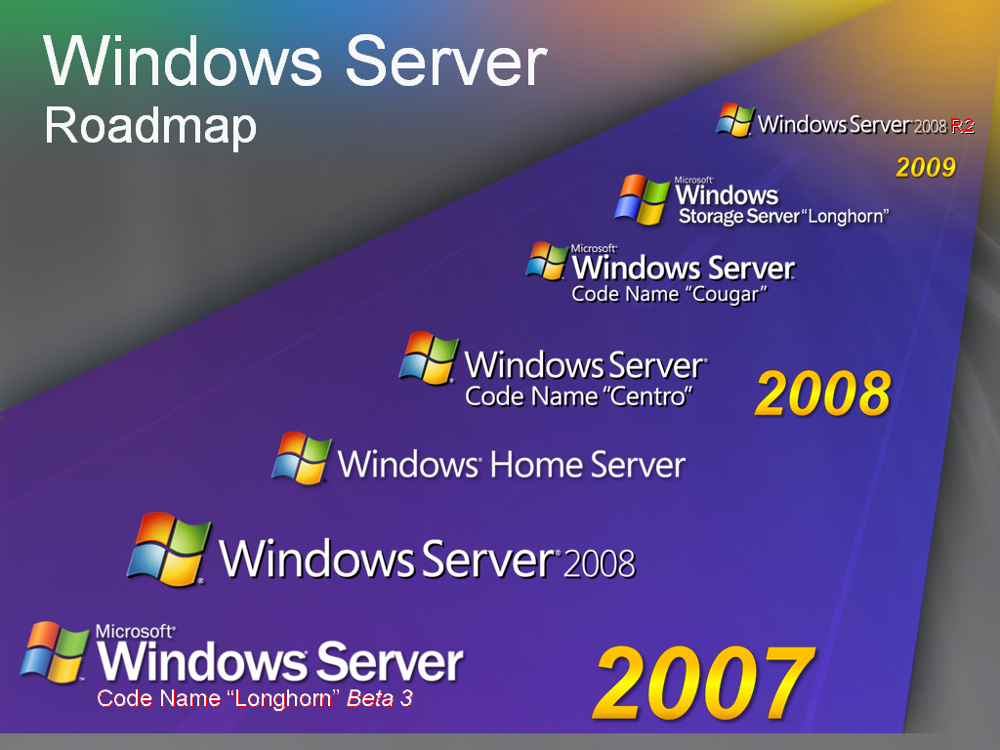 Windows Server
Roadmap
Windows Server 2008 R2
2009
Microsoft
Windows
Storage Server "Longhorn"
Microsoft
Windows Server
Code Name "Cougar"
Windows Server
Code Name "Centro"
2008
Windows Home Server
Windows Server 2008
Microsoft
Windows Server
Code Name "Longhorn" Beta 3
2007